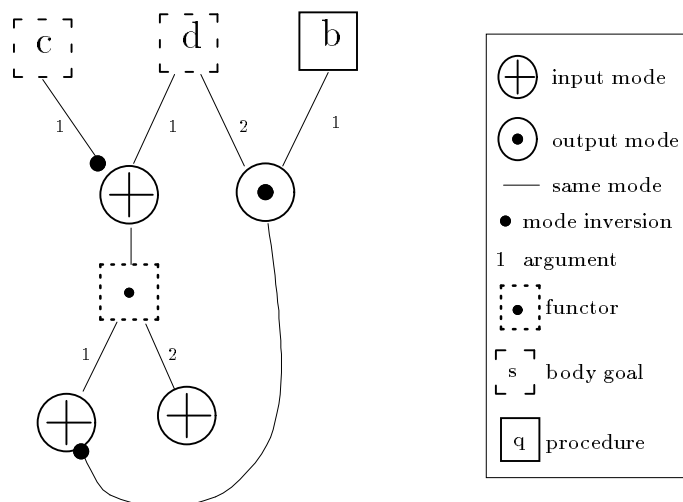 c d b
1 1 2 1
1 2
input mode
output mode
same mode
mode inversion
1 argument
functor
s body goal
q procedure